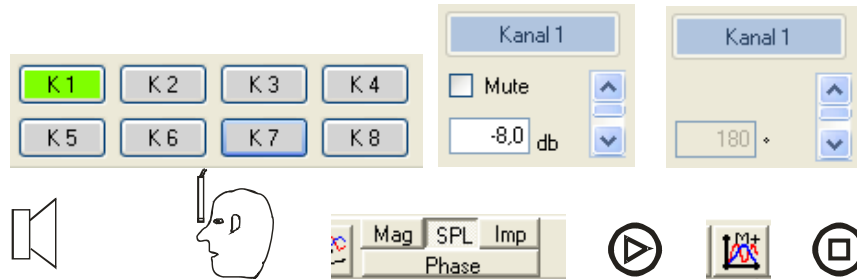 Kanal 1
Kanal 1
K 1 K 2 K 3 K 4
Mute
K 5 K 6 K 7 K 8
-8,0 db
180 °
Mag SPL Imp
Phase
M+